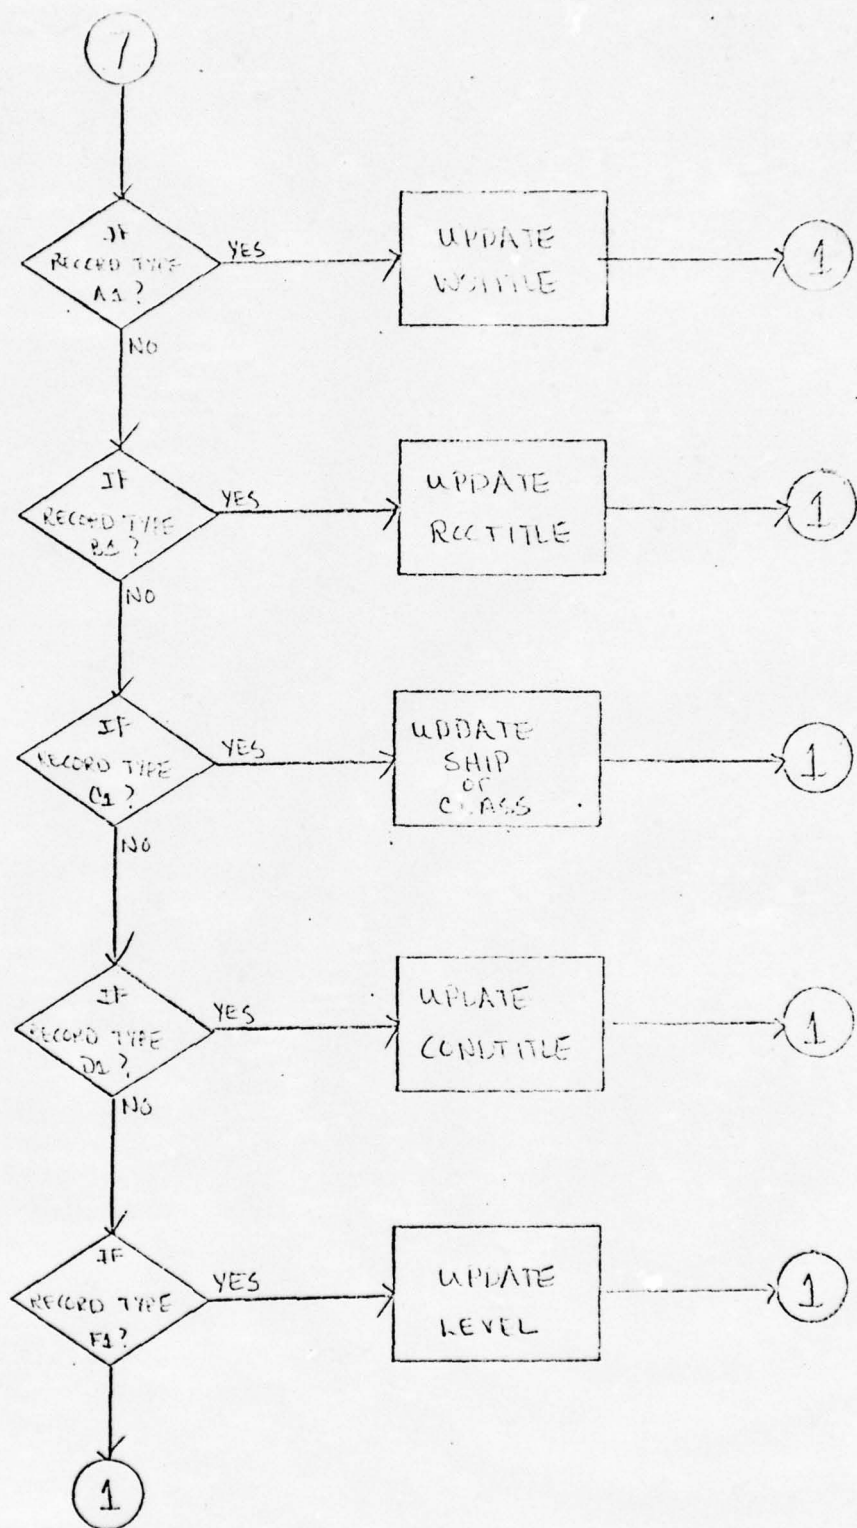 7
IF
RECORD TYPE
A1?
YES
UPDATE
1
NO
IF
RECORD TYPE
B1?
YES
UPDATE
RCCTITLE
1
NO
IF
RECORD TYPE
C1?
YES
UPDATE
SHIP
or
CLASS
1
NO
IF
RECORD TYPE
D1?
YES
UPDATE
CONDTITLE
1
NO
IF
RECORD TYPE
F1?
YES
UPDATE
LEVEL
1
1